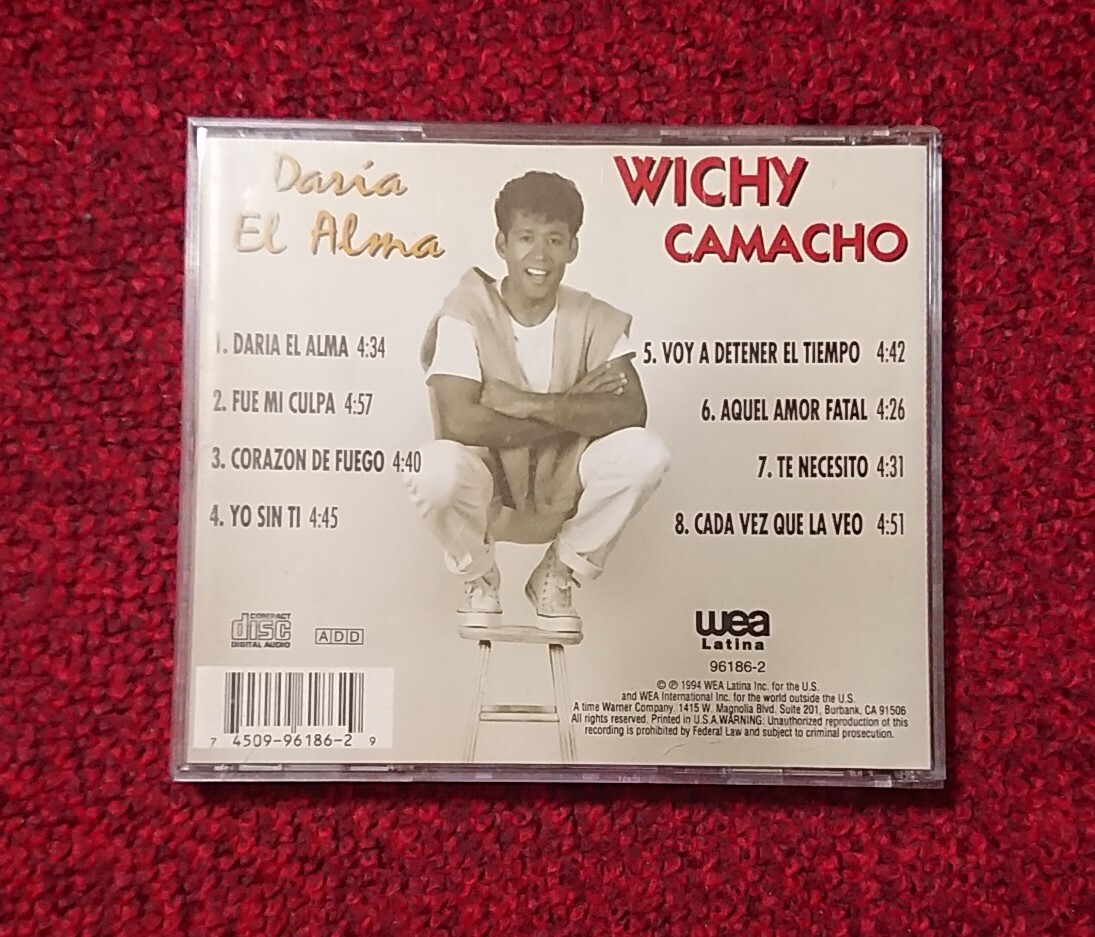 Daría
El Alma
WICHY
CAMACHO
1. DARIA EL ALMA 4:34
2. FUE MI CULPA 4:57
3. CORAZON DE FUEGO 4:40
4. YO SIN TI 4:45
5. VOY A DETENER EL TIEMPO 4:42
6. AQUEL AMOR FATAL 4:26
7. TE NECESITO 4:31
8. CADA VEZ QUE LA VEO 4:51
COMPACT
disc
DIGITAL AUDIO
ADD
7 4509-96186-2 9
wea
Latina
96186-2
© ℗ 1994 WEA Latina Inc. for the U.S.
and WEA International Inc. for the world outside the U.S.
A time Warner Company. 1415 W. Magnolia Blvd. Suite 201, Burbank, CA 91506
All rights reserved. Printed in U.S.A WARNING: Unauthorized reproduction of this
recording is prohibited by Federal Law and subject to criminal prosecution.